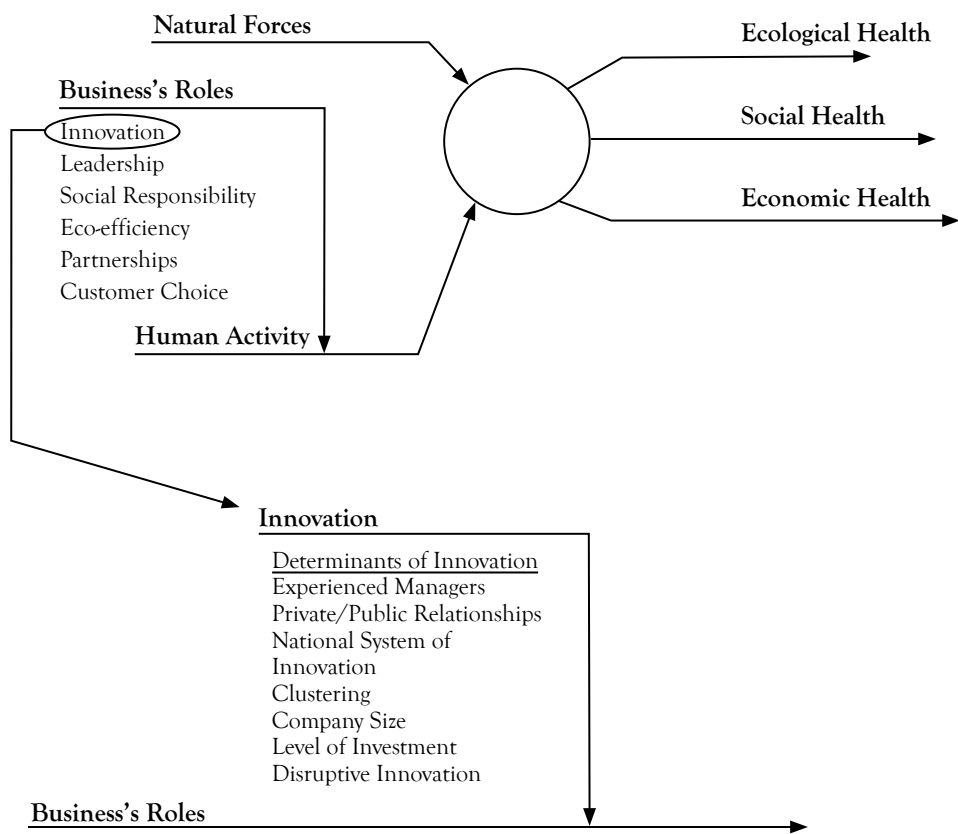 Natural Forces
Ecological Health
Business’s Roles
Social Health
Innovation
Leadership
Social Responsibility
Economic Health
Eco-efficiency
Partnerships
Customer Choice
Human Activity
Innovation
Determinants of Innovation
Experienced Managers
Private/Public Relationships
National System of
Innovation
Clustering
Company Size
Level of Investment
Disruptive Innovation
Business’s Roles